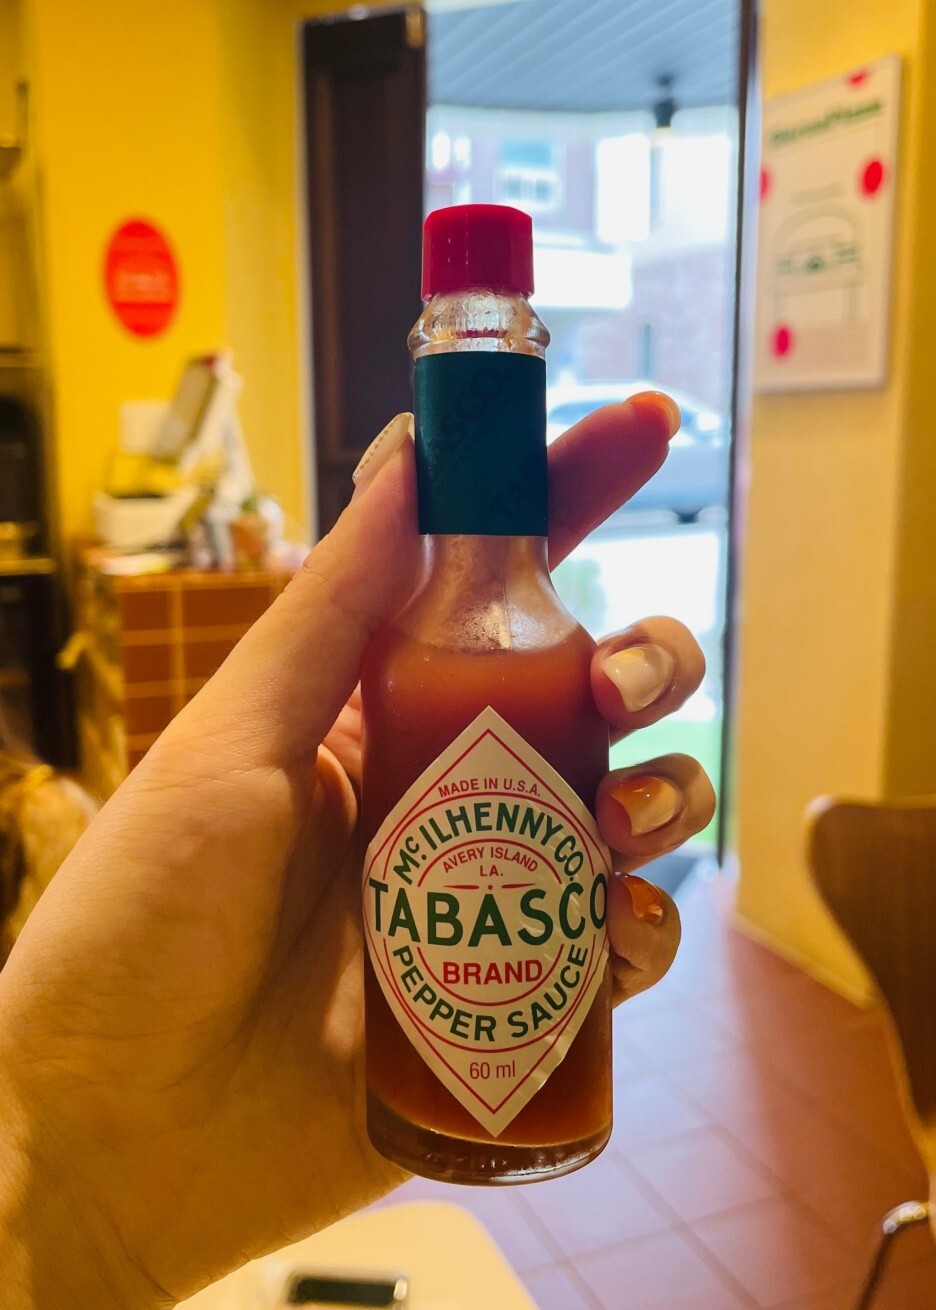 MADE IN U.S.A.
McILHENNY CO.
AVERY ISLAND
LA.
TABASCO
BRAND
PEPPER SAUCE
60 ml